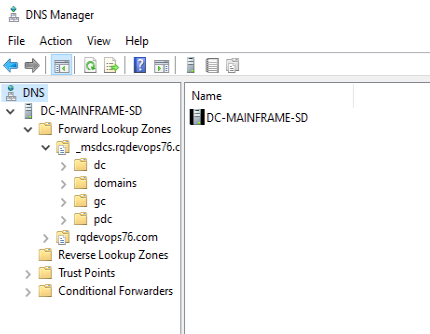 DNS Manager
File Action View Help
DNS
DC-MAINFRAME-SD
Forward Lookup Zones
_msdcs.rqdevops76.c
dc
domains
gc
pdc
rqdevops76.com
Reverse Lookup Zones
Trust Points
Conditional Forwarders
Name
DC-MAINFRAME-SD